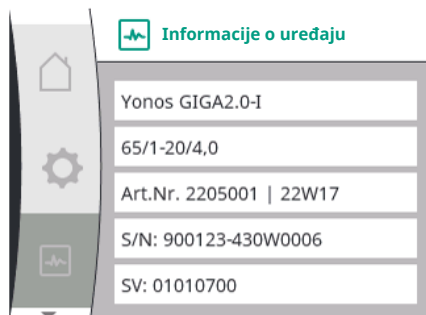 Informacije o uređaju
Yonos GIGA2.0-I
65/1-20/4,0
Art.Nr. 2205001 | 22W17
S/N: 900123-430W0006
SV: 01010700